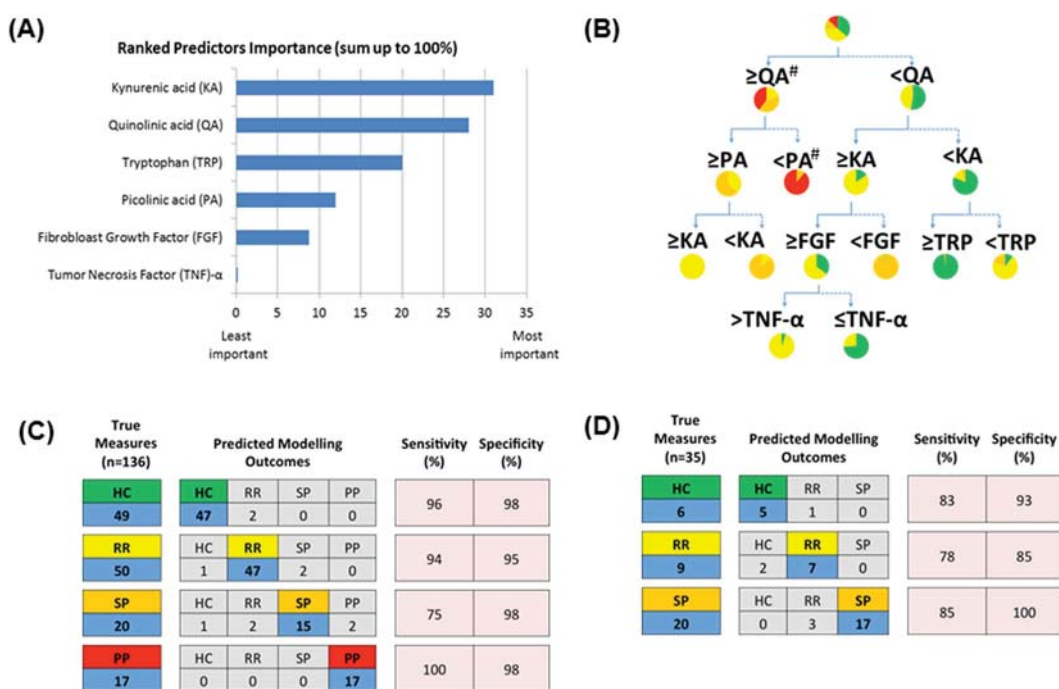 (A)
Ranked Predictors Importance (sum up to 100%)
Kynurenic acid (KA)
Quinolinic acid (QA)
Tryptophan (TRP)
Picolinic acid (PA)
Fibrobloast Growth Factor (FGF)
Tumor Necrosis Factor (TNF)-α
0 5 10 15 20 25 30 35
Least important
Most important
(B)
≥QA# <QA
≥PA <PA# ≥KA <KA
≥KA <KA ≥FGF <FGF ≥TRP <TRP
>TNF-α ≤TNF-α
(C)
True Measures (n=136)
Predicted Modelling Outcomes
Sensitivity (%)
Specificity (%)
HC HC RR SP PP
49 47 2 0 0 96 98
RR HC RR SP PP
50 1 47 2 0 94 95
SP HC RR SP PP
20 1 2 15 2 75 98
PP HC RR SP PP
17 0 0 0 17 100 98
(D)
True Measures (n=35)
Predicted Modelling Outcomes
Sensitivity (%)
Specificity (%)
HC HC RR SP
6 5 1 0 83 93
RR HC RR SP
9 2 7 0 78 85
SP HC RR SP
20 0 3 17 85 100